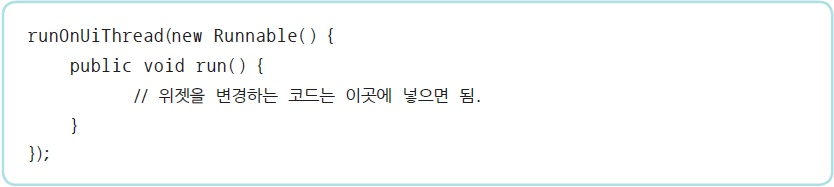 runOnUiThread(new Runnable() {
    public void run() {
        // 위젯을 변경하는 코드는 이곳에 넣으면 됨.
    }
});